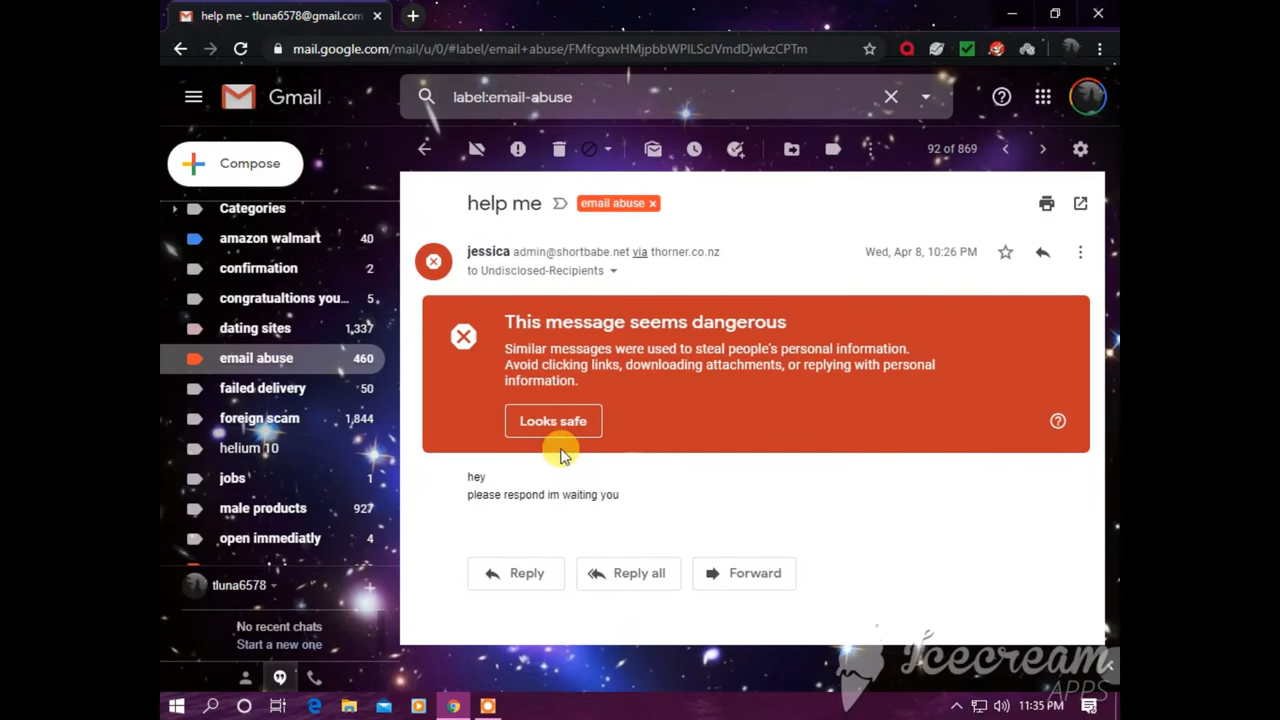 help me - tluna6578@gmail.com
mail.google.com/mail/u/0/#label/email+abuse/FMfcgxwHMjpbbWPlLScJVmdDjwkzCPTm
Gmail
label:email-abuse
Compose
92 of 869
Categories
amazon walmart 40
confirmation 2
congratualtions you... 5
dating sites 1,337
email abuse 460
failed delivery 50
foreign scam 1,844
helium 10
jobs 1
male products 927
open immediatly 4
tluna6578
No recent chats
Start a new one
help me email abuse x
jessica admin@shortbabe.net via thorner.co.nz Wed, Apr 8, 10:26 PM
to Undisclosed-Recipients
This message seems dangerous
Similar messages were used to steal people's personal information.
Avoid clicking links, downloading attachments, or replying with personal
information.
Looks safe
hey
please respond im waiting you
Reply Reply all Forward
Icecream
APPS
11:35 PM